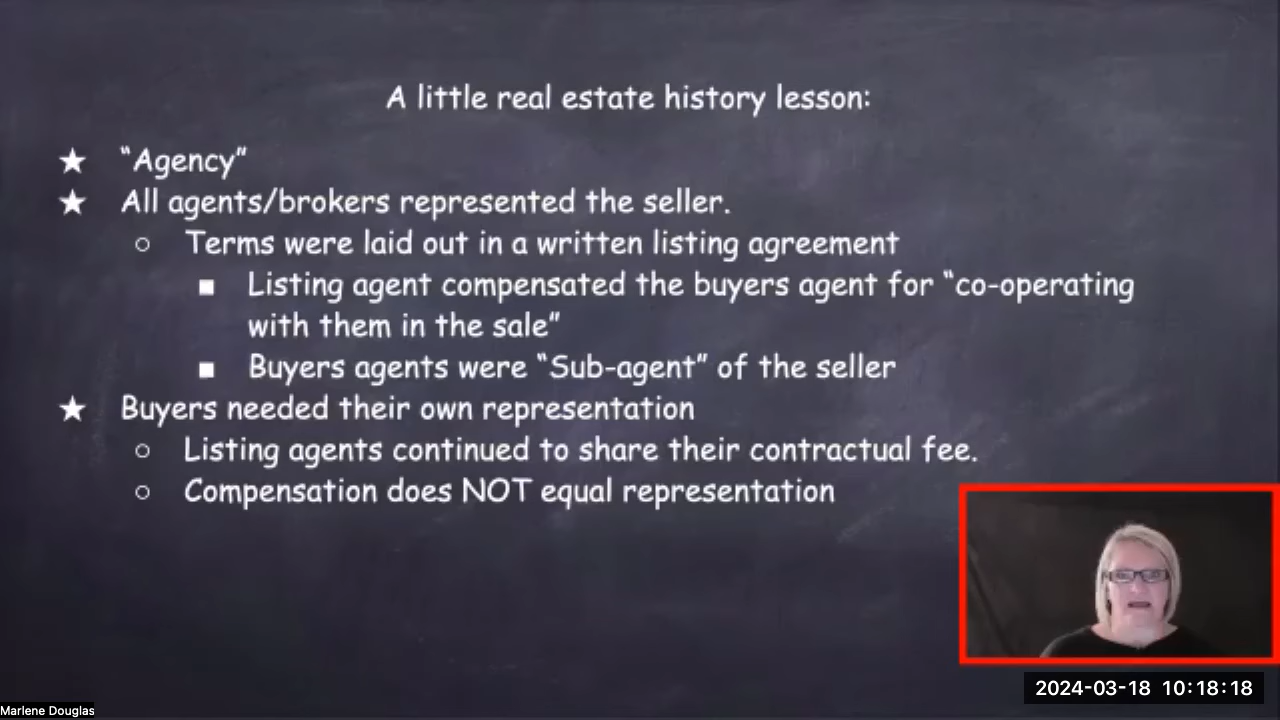 A little real estate history lesson:
★ “Agency”
★ All agents/brokers represented the seller.
○ Terms were laid out in a written listing agreement
■ Listing agent compensated the buyers agent for “co-operating
with them in the sale”
■ Buyers agents were “Sub-agent” of the seller
★ Buyers needed their own representation
○ Listing agents continued to share their contractual fee.
○ Compensation does NOT equal representation
2024-03-18 10:18:18
Marlene Douglas